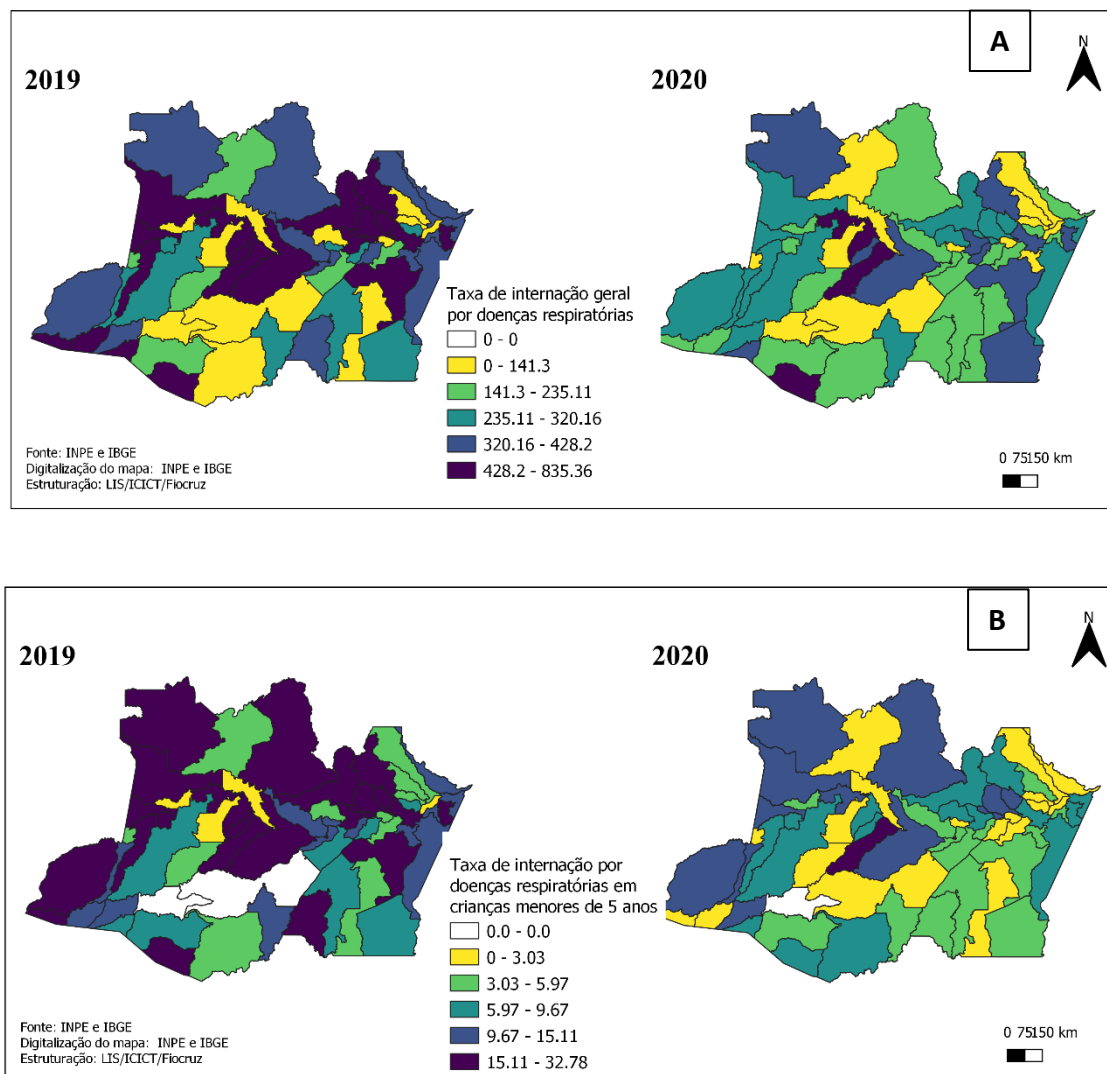 A
N
2019
2020
Taxa de internação geral
por doenças respiratórias
0 - 0
0 - 141.3
141.3 - 235.11
235.11 - 320.16
320.16 - 428.2
428.2 - 835.36
Fonte: INPE e IBGE
Digitalização do mapa: INPE e IBGE
Estruturação: LIS/ICICT/Fiocruz
0 75150 km
B
N
2019
2020
Taxa de internação por
doenças respiratórias em
crianças menores de 5 anos
0.0 - 0.0
0 - 3.03
3.03 - 5.97
5.97 - 9.67
9.67 - 15.11
15.11 - 32.78
Fonte: INPE e IBGE
Digitalização do mapa: INPE e IBGE
Estruturação: LIS/ICICT/Fiocruz
0 75150 km